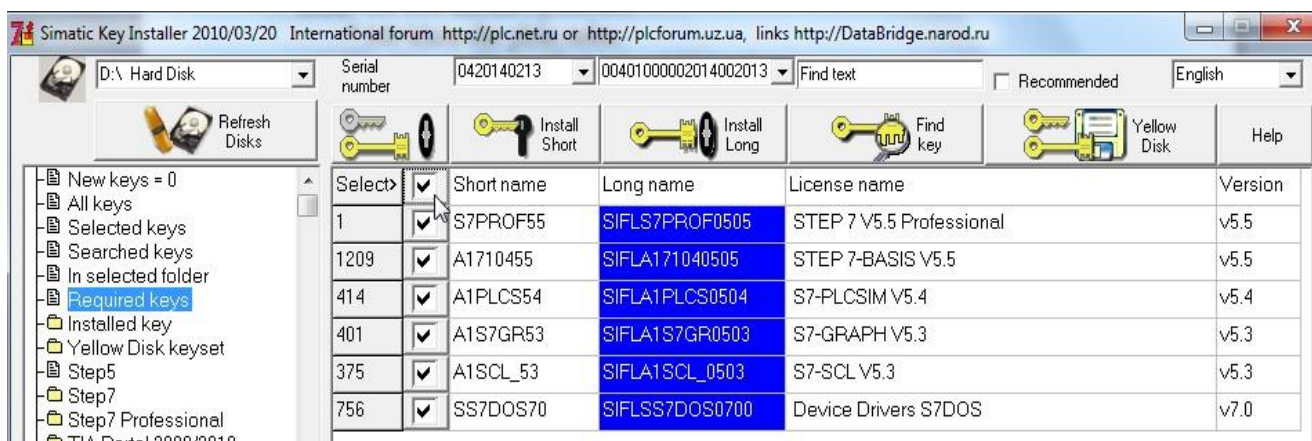 Simatic Key Installer 2010/03/20 International forum http://plc.net.ru or http://plcforum.uz.ua, links http://DataBridge.narod.ru
D:\ Hard Disk
Serial number
0420140213
00401000002014002013
Find text
Recommended
English
Refresh Disks
Install Short
Install Long
Find key
Yellow Disk
Help
New keys = 0
All keys
Selected keys
Searched keys
In selected folder
Required keys
Installed key
Yellow Disk keyset
Step5
Step7
Step7 Professional
Select> Short name Long name License name Version
1 S7PROF55 SIFLS7PROF0505 STEP 7 V5.5 Professional v5.5
1209 A1710455 SIFLA171040505 STEP 7-BASIS V5.5 v5.5
414 A1PLCS54 SIFLA1PLCS0504 S7-PLCSIM V5.4 v5.4
401 A1S7GR53 SIFLA1S7GR0503 S7-GRAPH V5.3 v5.3
375 A1SCL_53 SIFLA1SCL_0503 S7-SCL V5.3 v5.3
756 SS7DOS70 SIFLSS7DOS0700 Device Drivers S7DOS v7.0